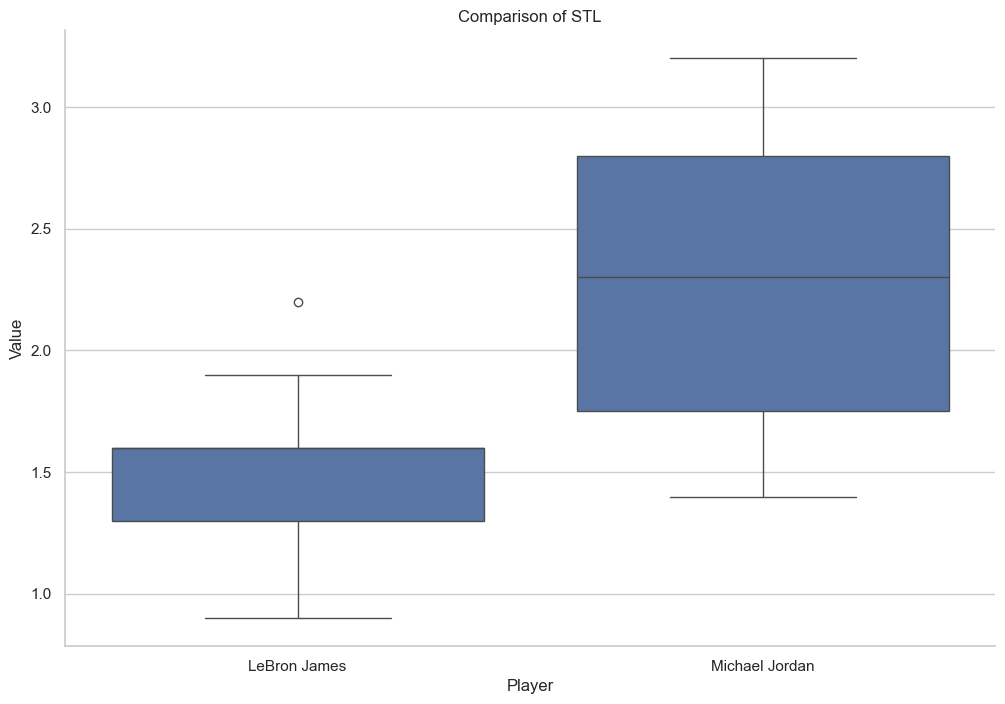 Comparison of STL
3.0
2.5
2.0
1.5
1.0
Value
LeBron James
Michael Jordan
Player